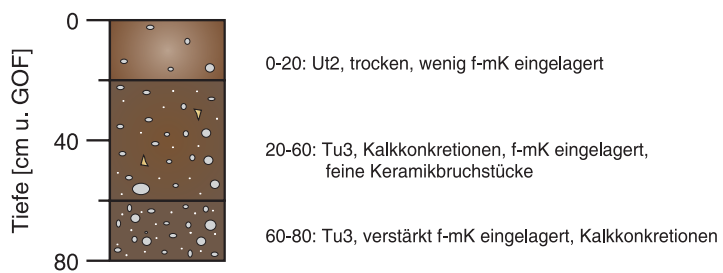 Tiefe [cm u. GOF]
0
40
80
0-20: Ut2, trocken, wenig f-mK eingelagert
20-60: Tu3, Kalkkonkretionen, f-mK eingelagert,
feine Keramikbruchstücke
60-80: Tu3, verstärkt f-mK eingelagert, Kalkkonkretionen